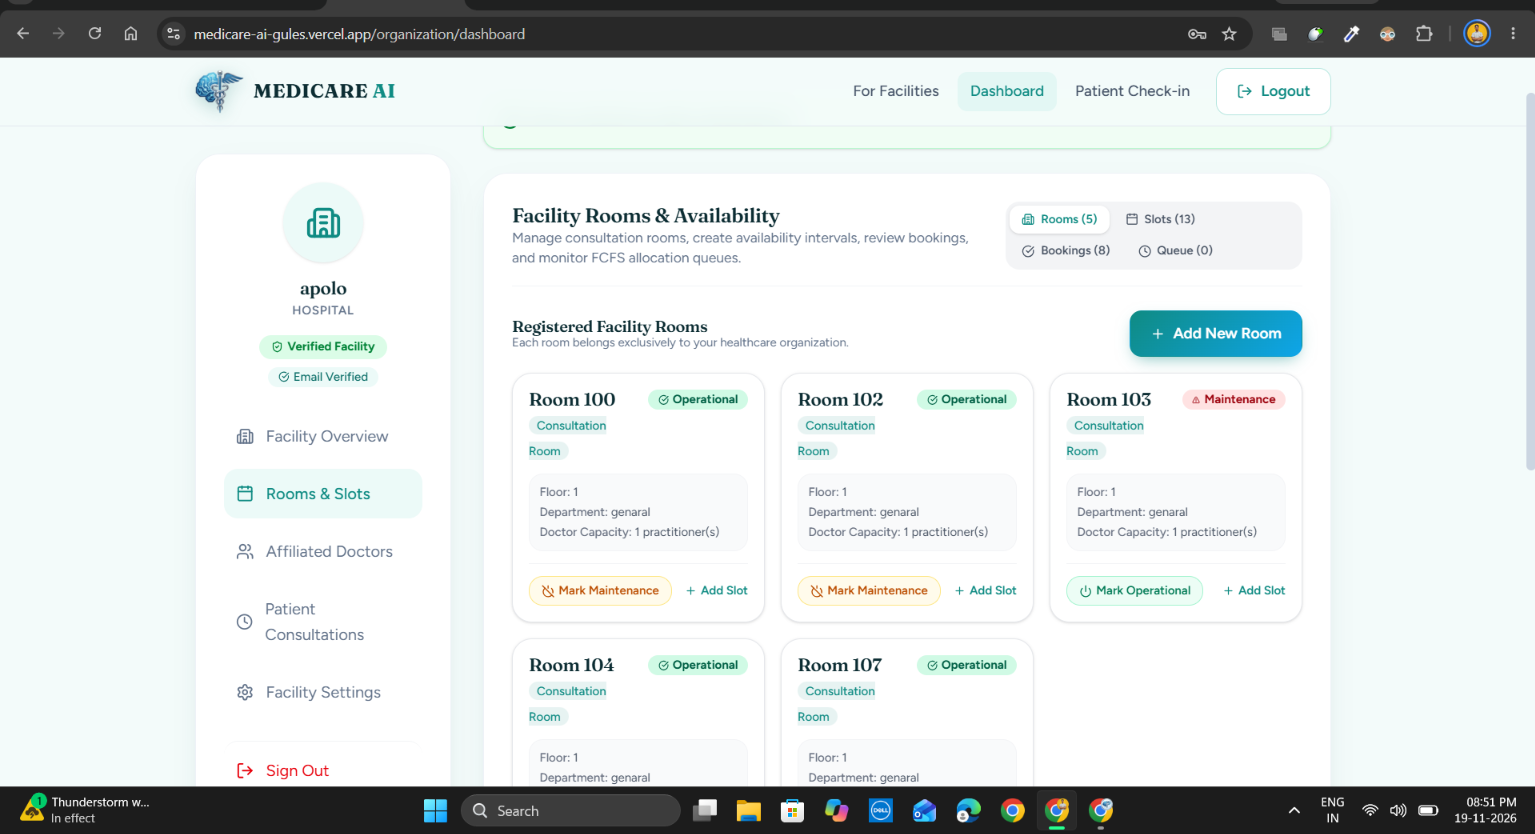 medicare-ai-gules.vercel.app/organization/dashboard
MEDICARE AI
For Facilities
Dashboard
Patient Check-in
Logout
apolo
HOSPITAL
Verified Facility
Email Verified
Facility Overview
Rooms & Slots
Affiliated Doctors
Patient
Consultations
Facility Settings
Sign Out
Facility Rooms & Availability
Manage consultation rooms, create availability intervals, review bookings,
and monitor FCFS allocation queues.
Rooms (5)
Slots (13)
Bookings (8)
Queue (0)
Registered Facility Rooms
Each room belongs exclusively to your healthcare organization.
+ Add New Room
Room 100
Operational
Consultation
Room
Floor: 1
Department: genaral
Doctor Capacity: 1 practitioner(s)
Mark Maintenance
+ Add Slot
Room 102
Operational
Consultation
Room
Floor: 1
Department: genaral
Doctor Capacity: 1 practitioner(s)
Mark Maintenance
+ Add Slot
Room 103
Maintenance
Consultation
Room
Floor: 1
Department: genaral
Doctor Capacity: 1 practitioner(s)
Mark Operational
+ Add Slot
Room 104
Operational
Consultation
Room
Floor: 1
Department: genaral
Room 107
Operational
Consultation
Room
Floor: 1
Department: genaral
1
Thunderstorm w...
In effect
Search
DELL
ENG
IN
08:51 PM
19-11-2026